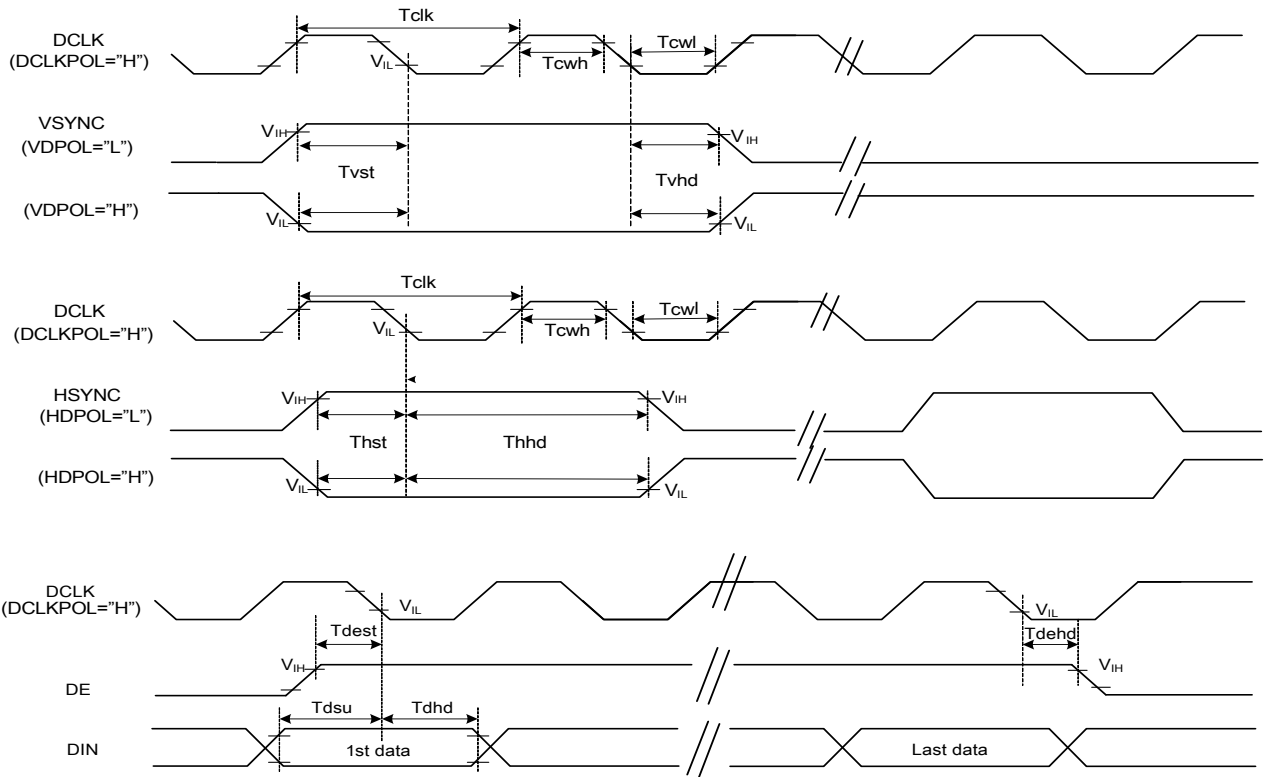 Tclk
DCLK
(DCLKPOL="H")
VIL
Tcwh
Tcwl
VSYNC
(VDPOL="L")
VIH
VIH
Tvst
Tvhd
(VDPOL="H")
VIL
VIL
Tclk
DCLK
(DCLKPOL="H")
VIL
Tcwh
Tcwl
HSYNC
(HDPOL="L")
VIH
VIH
Thst
Thhd
(HDPOL="H")
VIL
VIL
DCLK
(DCLKPOL="H")
VIL
VIL
Tdest
Tdehd
VIH
VIH
DE
Tdsu
Tdhd
DIN
1st data
Last data